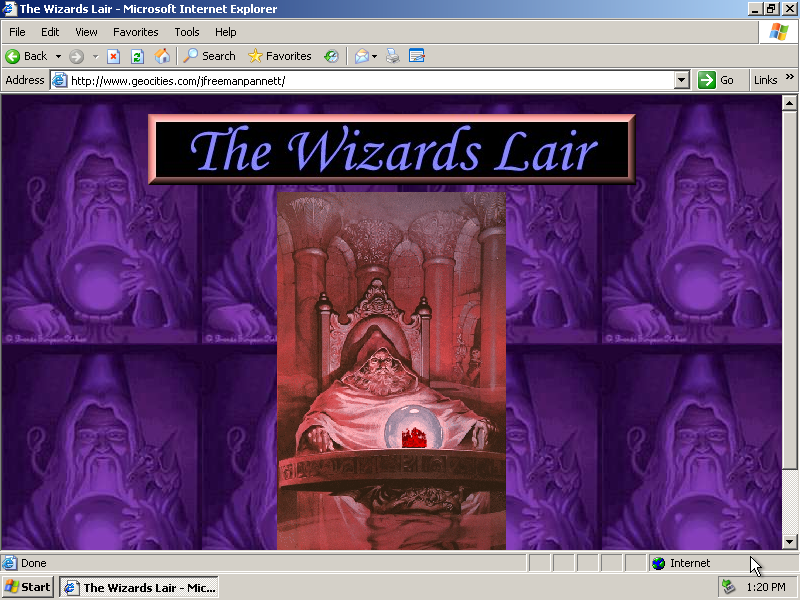 The Wizards Lair - Microsoft Internet Explorer
File Edit View Favorites Tools Help
Back Search Favorites
Address http://www.geocities.com/jfreemanpannett/ Go Links »
The Wizards Lair
Done Internet
Start The Wizards Lair - Mic... 1:20 PM